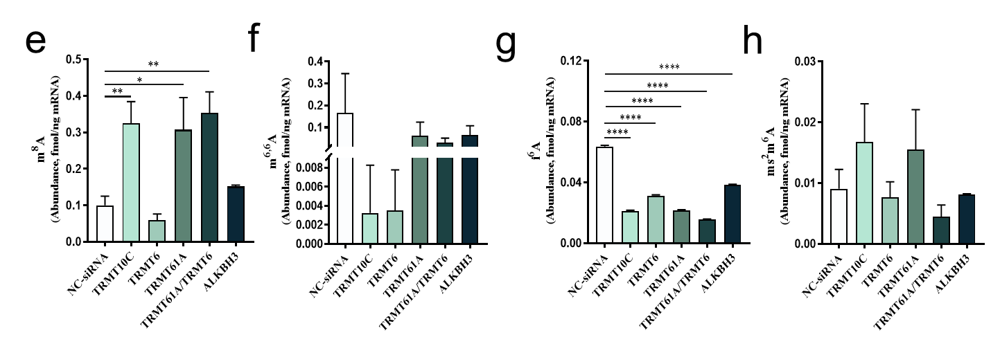 e
m⁸A
(Abundance, fmol/ng mRNA)
0.5
0.4
0.3
0.2
0.1
0.0
**
*
**
NC-siRNA
TRMT10C
TRMT6
TRMT61A
TRMT61A/TRMT6
ALKBH3
f
m⁶,⁶A
(Abundance, fmol/ng mRNA)
0.4
0.3
0.2
0.1
0.008
0.006
0.004
0.002
0.000
NC-siRNA
TRMT10C
TRMT6
TRMT61A
TRMT61A/TRMT6
ALKBH3
g
i⁶A
(Abundance, fmol/ng mRNA)
0.12
0.08
0.04
0.00
****
****
****
****
****
NC-siRNA
TRMT10C
TRMT6
TRMT61A
TRMT61A/TRMT6
ALKBH3
h
ms²m⁶A
(Abundance, fmol/ng mRNA)
0.03
0.02
0.01
0.00
NC-siRNA
TRMT10C
TRMT6
TRMT61A
TRMT61A/TRMT6
ALKBH3